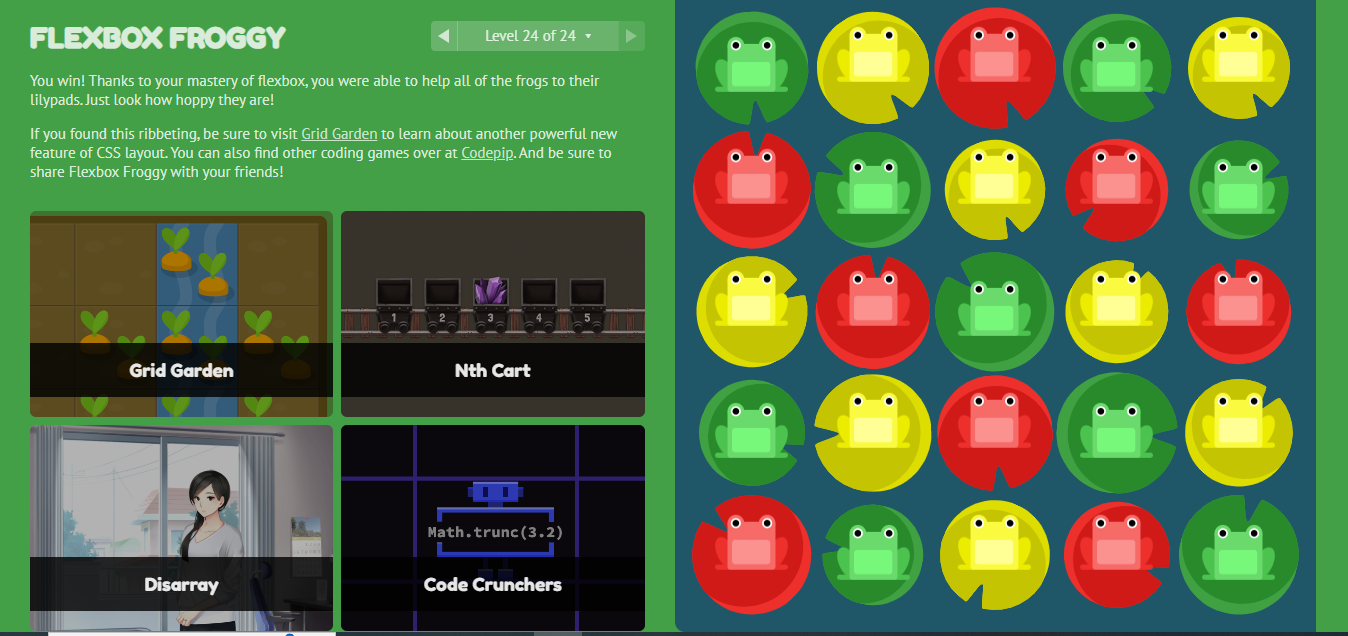 FLEXBOX FROGGY
Level 24 of 24
You win! Thanks to your mastery of flexbox, you were able to help all of the frogs to their
lilypads. Just look how hoppy they are!
If you found this ribbeting, be sure to visit Grid Garden to learn about another powerful new
feature of CSS layout. You can also find other coding games over at Codepip. And be sure to
share Flexbox Froggy with your friends!
Grid Garden
1 2 3 4 5
Nth Cart
Disarray
Math.trunc(3.2)
Code Crunchers